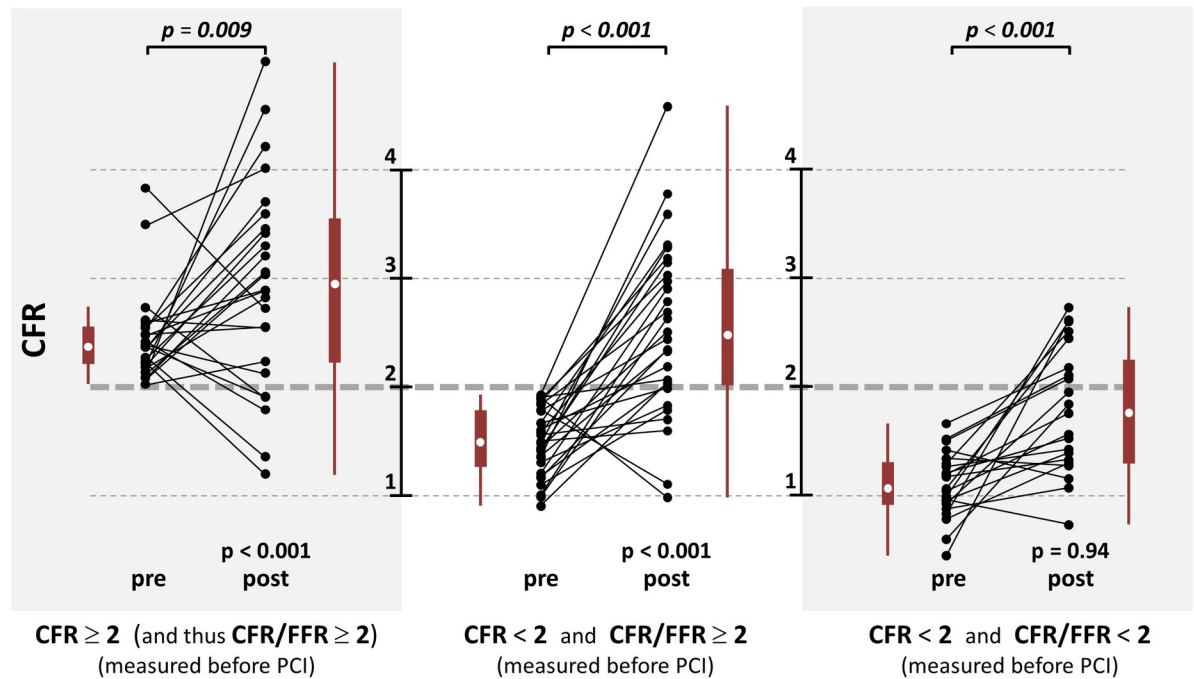 p = 0.009
p < 0.001
p < 0.001
CFR
4
3
2
1
4
3
2
1
p < 0.001
pre post
p < 0.001
pre post
p = 0.94
pre post
CFR ≥ 2 (and thus CFR/FFR ≥ 2)
(measured before PCI)
CFR < 2 and CFR/FFR ≥ 2
(measured before PCI)
CFR < 2 and CFR/FFR < 2
(measured before PCI)